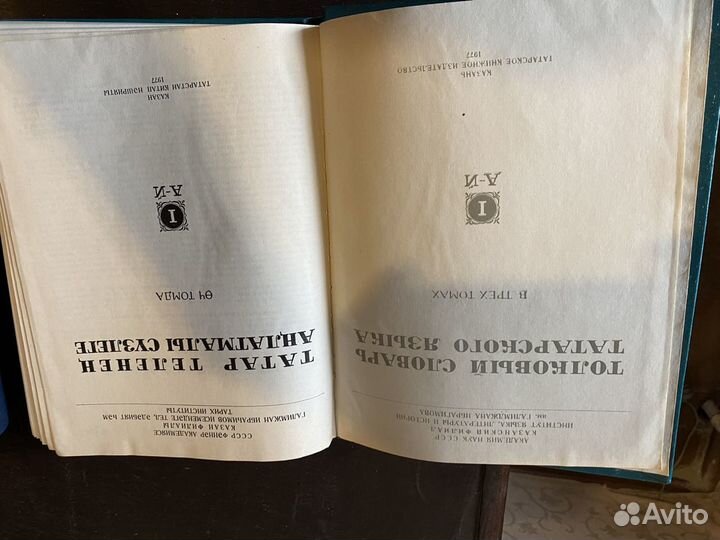 АКАДЕМИЯ НАУК СССР
КАЗАНСКИЙ ФИЛИАЛ
ИНСТИТУТ ЯЗЫКА, ЛИТЕРАТУРЫ И ИСТОРИИ
им. ГАЛИМДЖАНА ИБРАГИМОВА
ТОЛКОВЫЙ СЛОВАРЬ
ТАТАРСКОГО ЯЗЫКА
В ТРЕХ ТОМАХ
I
А-Й
КАЗАНЬ
ТАТАРСКОЕ КНИЖНОЕ ИЗДАТЕЛЬСТВО
1977
СССР ФӘННӘР АКАДЕМИЯСЕ
КАЗАН ФИЛИАЛЫ
ГАЛИМҖАН ИБРАҺИМОВ ИСЕМЕНДӘГЕ ТЕЛ, ӘДӘБИЯТ ҺӘМ
ТАРИХ ИНСТИТУТЫ
ТАТАР ТЕЛЕНЕҢ
АҢЛАТМАЛЫ СҮЗЛЕГЕ
ӨЧ ТОМДА
I
А-Й
КАЗАН
ТАТАРСТАН КИТАП НӘШРИЯТЫ
1977
Avito